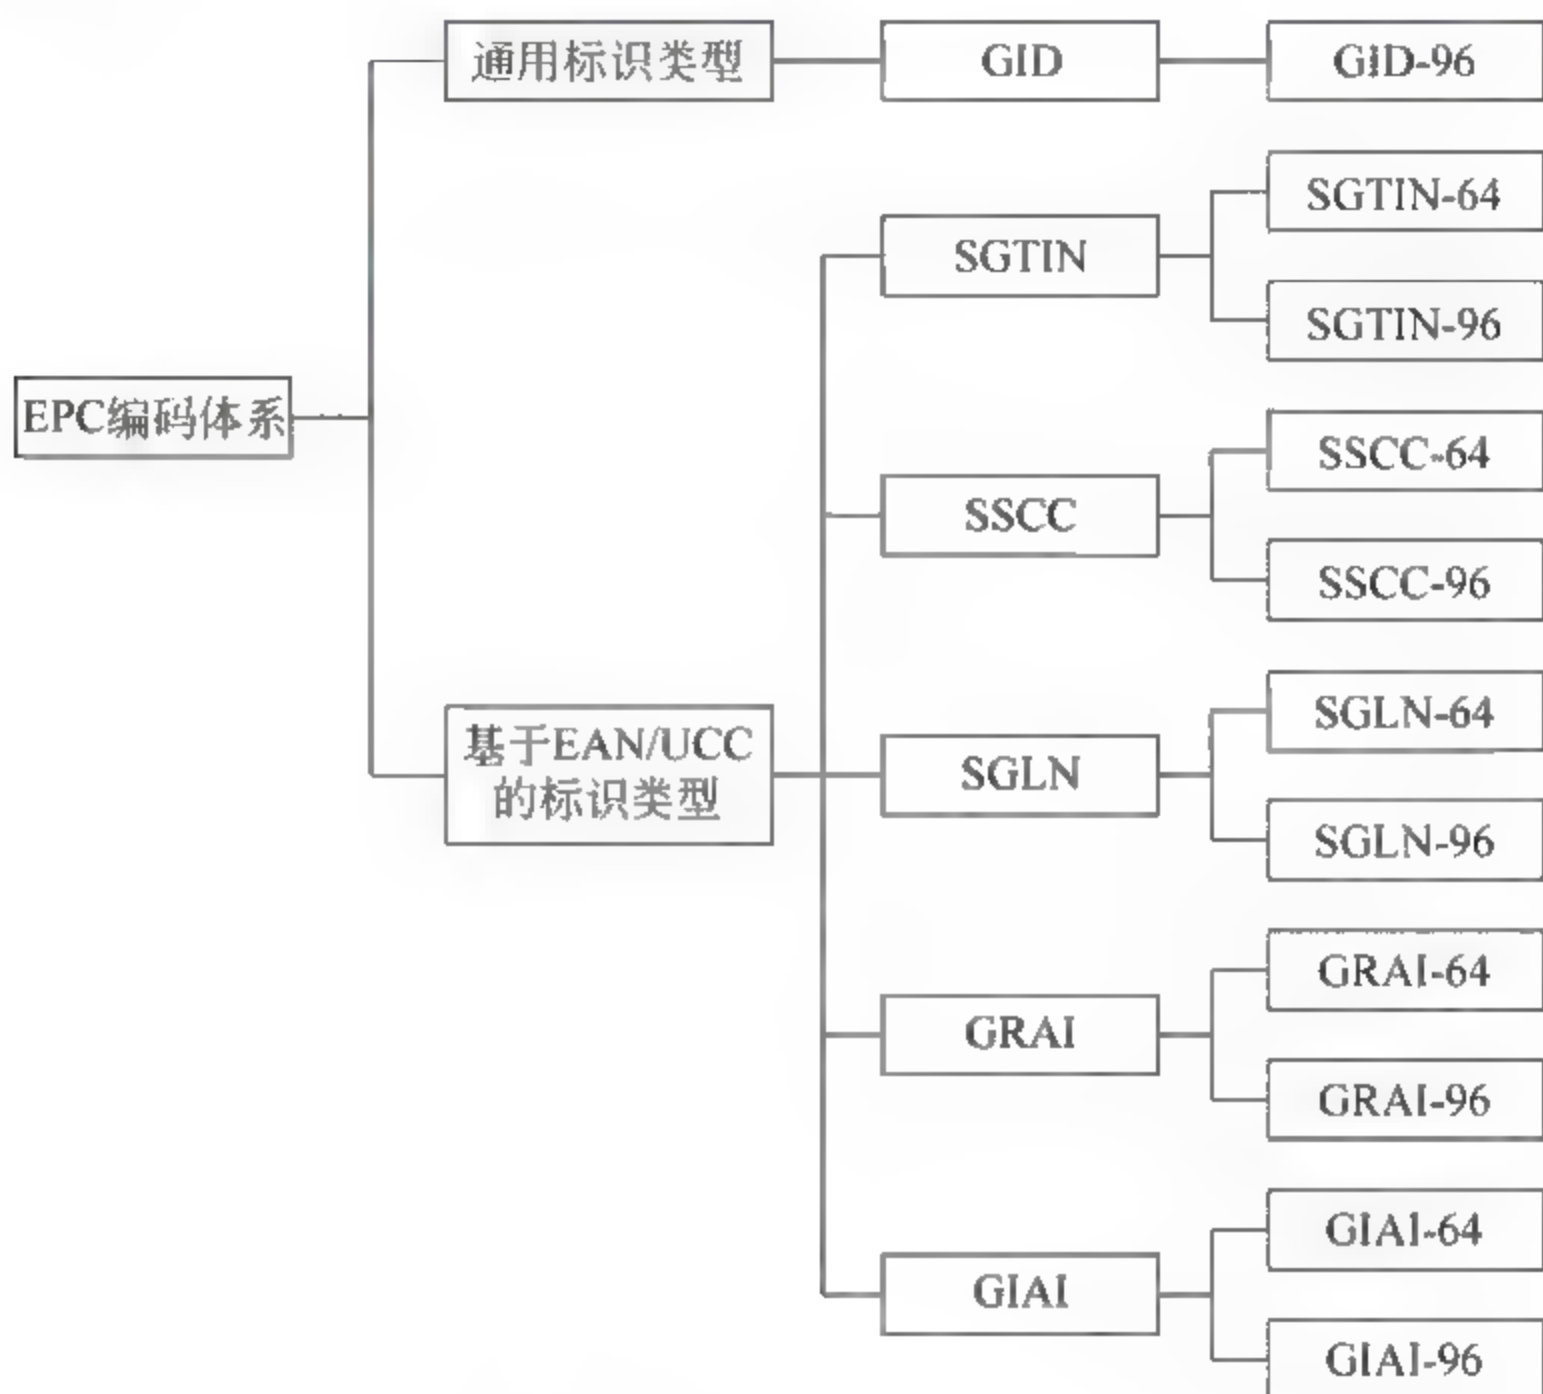 通用标识类型
GID
GID-96
SGTIN-64
SGTIN
SGTIN-96
EPC编码体系
SSCC-64
SSCC
SSCC-96
基于EAN/UCC
的标识类型
SGLN-64
SGLN
SGLN-96
GRAI-64
GRAI
GRAI-96
GIAI-64
GIAI
GIAI-96